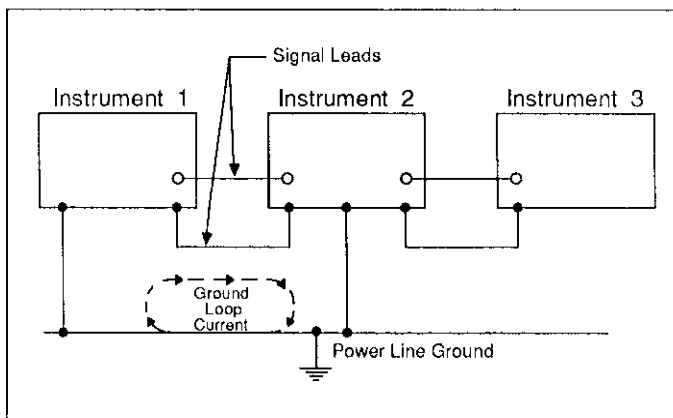 Signal Leads
Instrument 1
Instrument 2
Instrument 3
Ground
Loop
Current
Power Line Ground